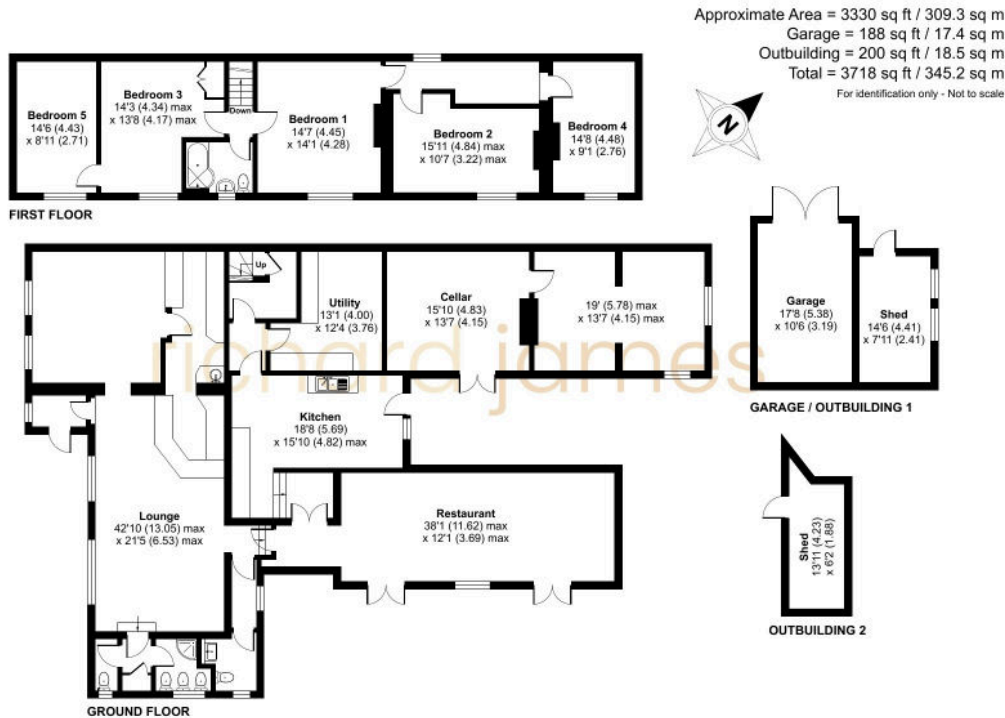 Approximate Area = 3330 sq ft / 309.3 sq m
Garage = 188 sq ft / 17.4 sq m
Outbuilding = 200 sq ft / 18.5 sq m
Total = 3718 sq ft / 345.2 sq m
For identification only - Not to scale
N
Bedroom 5
14'6 (4.43)
x 8'11 (2.71)
Bedroom 3
14'3 (4.34) max
x 13'8 (4.17) max
Down
Bedroom 1
14'7 (4.45)
x 14'1 (4.28)
Bedroom 2
15'11 (4.84) max
x 10'7 (3.22) max
Bedroom 4
14'8 (4.48)
x 9'1 (2.76)
FIRST FLOOR
Up
Utility
13'1 (4.00)
x 12'4 (3.76)
Cellar
15'10 (4.83)
x 13'7 (4.15)
19' (5.78) max
x 13'7 (4.15) max
richard james
Kitchen
18'8 (5.69)
x 15'10 (4.82) max
Lounge
42'10 (13.05) max
x 21'5 (6.53) max
Restaurant
38'1 (11.62) max
x 12'1 (3.69) max
GROUND FLOOR
Garage
17'8 (5.38)
x 10'6 (3.19)
Shed
14'6 (4.41)
x 7'11 (2.41)
GARAGE / OUTBUILDING 1
Shed
13'11 (4.23)
x 6'2 (1.88)
OUTBUILDING 2